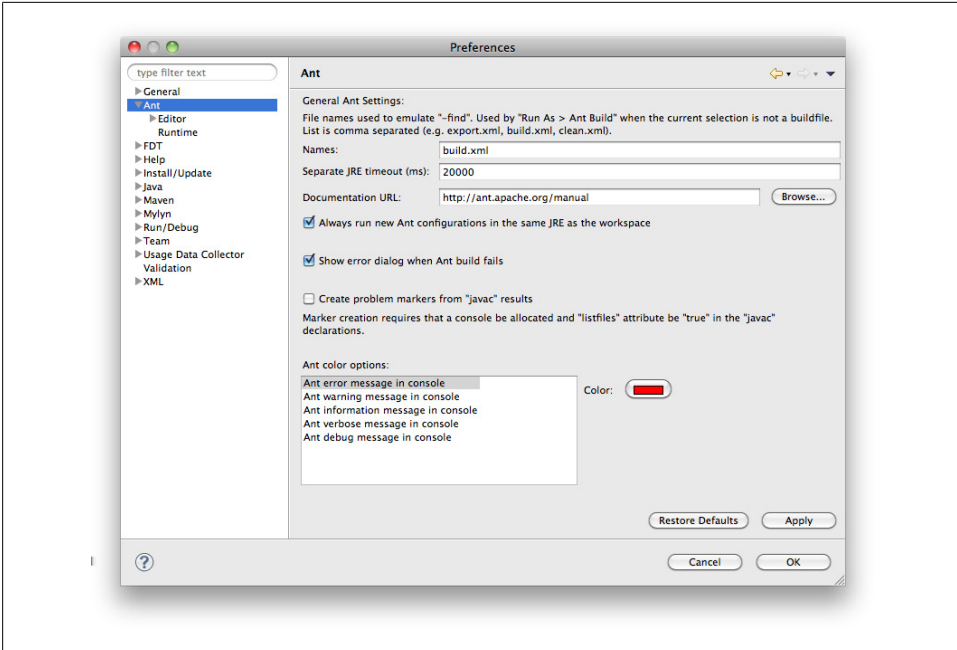 Preferences
type filter text
General
Ant
Editor
Runtime
FDT
Help
Install/Update
Java
Maven
Mylyn
Run/Debug
Team
Usage Data Collector
Validation
XML
Ant
General Ant Settings:
File names used to emulate "-find". Used by "Run As > Ant Build" when the current selection is not a buildfile.
List is comma separated (e.g. export.xml, build.xml, clean.xml).
Names: build.xml
Separate JRE timeout (ms): 20000
Documentation URL: http://ant.apache.org/manual Browse...
Always run new Ant configurations in the same JRE as the workspace
Show error dialog when Ant build fails
Create problem markers from "javac" results
Marker creation requires that a console be allocated and "listfiles" attribute be "true" in the "javac"
declarations.
Ant color options:
Ant error message in console
Ant warning message in console
Ant information message in console
Ant verbose message in console
Ant debug message in console
Color:
Restore Defaults Apply
? Cancel OK